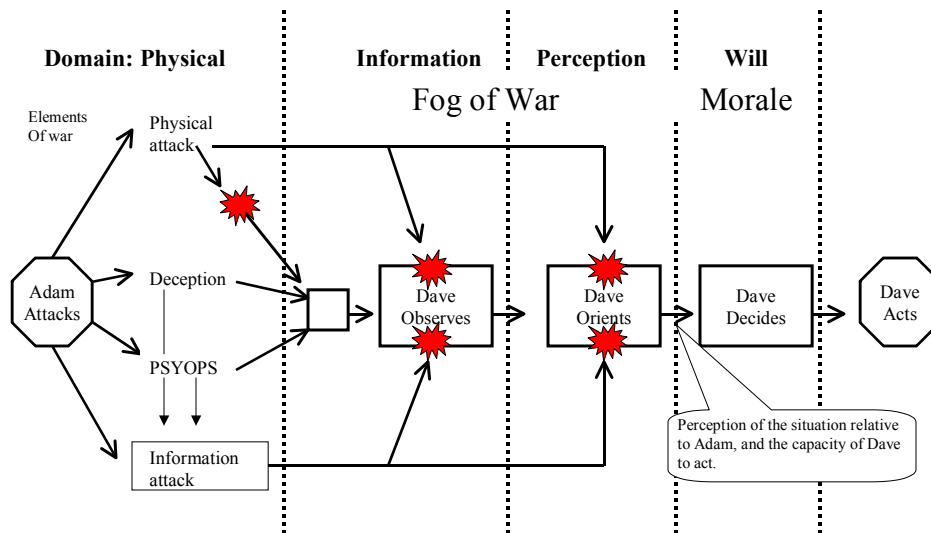 Domain: Physical
Information
Perception
Will
Fog of War
Morale
Elements
Of war
Physical
attack
Adam
Attacks
Deception
PSYOPS
Information
attack
Dave
Observes
Dave
Orients
Dave
Decides
Dave
Acts
Perception of the situation relative
to Adam, and the capacity of Dave
to act.